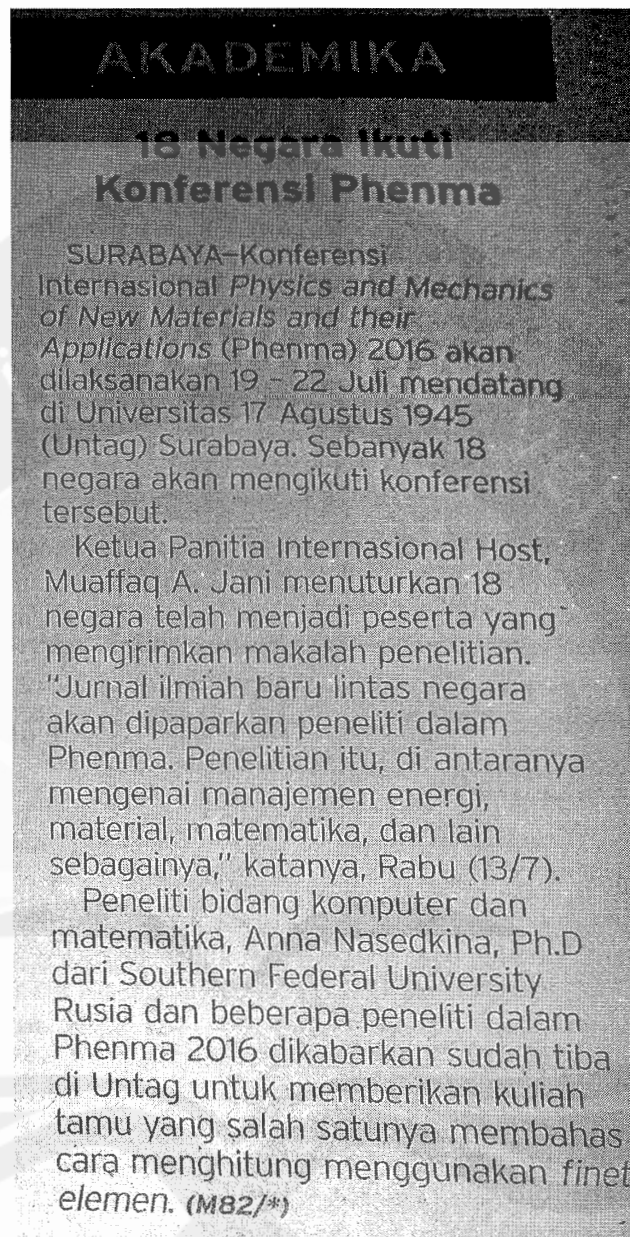 AKADEMIKA
18 Negara Ikuti
Konferensi Phenma
SURABAYA–Konferensi
Internasional Physics and Mechanics
of New Materials and their
Applications (Phenma) 2016 akan
dilaksanakan 19 – 22 Juli mendatang
di Universitas 17 Agustus 1945
(Untag) Surabaya. Sebanyak 18
negara akan mengikuti konferensi
tersebut.
Ketua Panitia Internasional Host,
Muaffaq A. Jani menuturkan 18
negara telah menjadi peserta yang
mengirimkan makalah penelitian.
"Jurnal ilmiah baru lintas negara
akan dipaparkan peneliti dalam
Phenma. Penelitian itu, di antaranya
mengenai manajemen energi,
material, matematika, dan lain
sebagainya," katanya, Rabu (13/7).
Peneliti bidang komputer dan
matematika, Anna Nasedkina, Ph.D
dari Southern Federal University
Rusia dan beberapa peneliti dalam
Phenma 2016 dikabarkan sudah tiba
di Untag untuk memberikan kuliah
tamu yang salah satunya membahas
cara menghitung menggunakan finet
elemen. (M82/*)